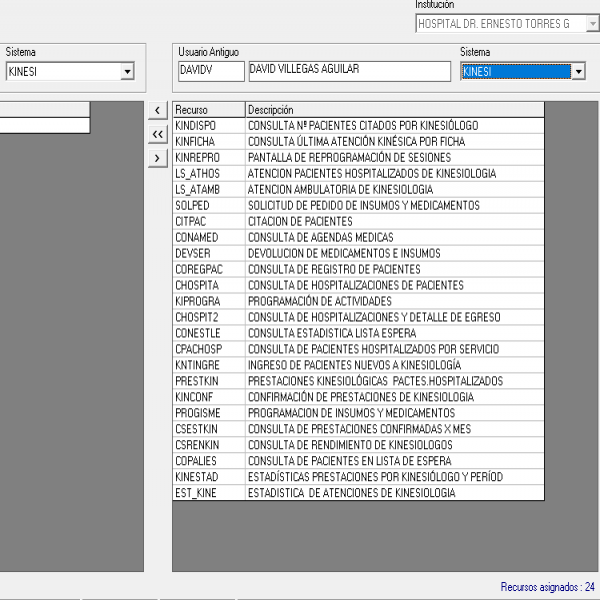 Institución
HOSPITAL DR. ERNESTO TORRES G
Sistema
KINESI
Usuario Antiguo
DAVIDV DAVID VILLEGAS AGUILAR
Sistema
KINESI
<
<<
>
Recurso Descripción
KINDISPO CONSULTA Nº PACIENTES CITADOS POR KINESIÓLOGO
KINFICHA CONSULTA ÚLTIMA ATENCIÓN KINÉSICA POR FICHA
KINREPRO PANTALLA DE REPROGRAMACIÓN DE SESIONES
LS_ATHOS ATENCION PACIENTES HOSPITALIZADOS DE KINESIOLOGIA
LS_ATAMB ATENCION AMBULATORIA DE KINESIOLOGIA
SOLPED SOLICITUD DE PEDIDO DE INSUMOS Y MEDICAMENTOS
CITPAC CITACION DE PACIENTES
CONAMED CONSULTA DE AGENDAS MEDICAS
DEVSER DEVOLUCION DE MEDICAMENTOS E INSUMOS
COREGPAC CONSULTA DE REGISTRO DE PACIENTES
CHOSPITA CONSULTA DE HOSPITALIZACIONES DE PACIENTES
KIPROGRA PROGRAMACIÓN DE ACTIVIDADES
CHOSPIT2 CONSULTA DE HOSPITALIZACIONES Y DETALLE DE EGRESO
CONESTLE CONSULTA ESTADISTICA LISTA ESPERA
CPACHOSP CONSULTA DE PACIENTES HOSPITALIZADOS POR SERVICIO
KNTINGRE INGRESO DE PACIENTES NUEVOS A KINESIOLOGÍA
PRESTKIN PRESTACIONES KINESIOLÓGICAS PACTES.HOSPITALIZADOS
KINCONF CONFIRMACIÓN DE PRESTACIONES DE KINESIOLOGIA
PROGISME PROGRAMACION DE INSUMOS Y MEDICAMENTOS
CSESTKIN CONSULTA DE PRESTACIONES CONFIRMADAS X MES
CSRENKIN CONSULTA DE RENDIMIENTO DE KINESIOLOGOS
COPALIES CONSULTA DE PACIENTES EN LISTA DE ESPERA
KINESTAD ESTADÍSTICAS PRESTACIONES POR KINESIÓLOGO Y PERÍOD
EST_KINE ESTADISTICA DE ATENCIONES DE KINESIOLOGIA
Recursos asignados : 24